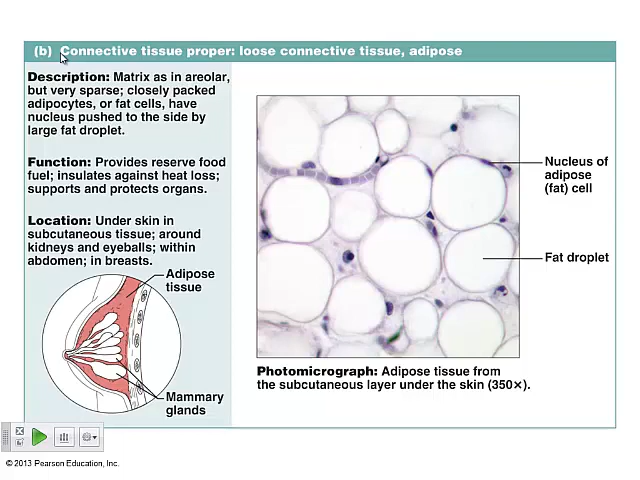 (b) Connective tissue proper: loose connective tissue, adipose
Description: Matrix as in areolar,
but very sparse; closely packed
adipocytes, or fat cells, have
nucleus pushed to the side by
large fat droplet.
Function: Provides reserve food
fuel; insulates against heat loss;
supports and protects organs.
Location: Under skin in
subcutaneous tissue; around
kidneys and eyeballs; within
abdomen; in breasts.
Adipose
tissue
Mammary
glands
Nucleus of
adipose
(fat) cell
Fat droplet
Photomicrograph: Adipose tissue from
the subcutaneous layer under the skin (350×).
© 2013 Pearson Education, Inc.